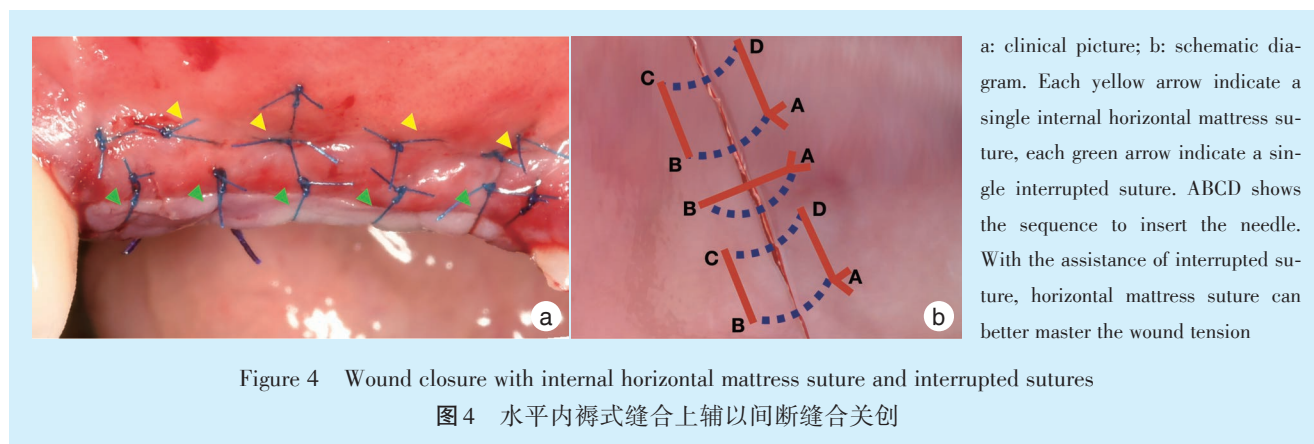 a
D
C
A
B
A
B
D
C
A
B
b
a: clinical picture; b: schematic dia-
gram. Each yellow arrow indicate a
single internal horizontal mattress su-
ture, each green arrow indicate a sin-
gle interrupted suture. ABCD shows
the sequence to insert the needle.
With the assistance of interrupted su-
ture, horizontal mattress suture can
better master the wound tension
Figure 4 Wound closure with internal horizontal mattress suture and interrupted sutures
图4 水平内褥式缝合上辅以间断缝合关创